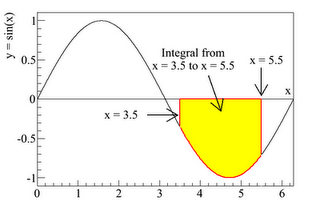 y = sin(x)
1
0.5
0
-0.5
-1
Integral from
x = 3.5 to x = 5.5
x = 5.5
x
x = 3.5
0 1 2 3 4 5 6